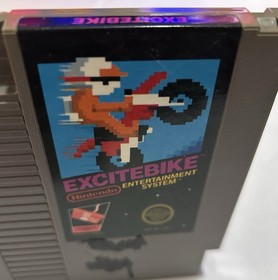 EXCITEBIKE
EXCITEBIKE
Nintendo
ENTERTAINMENT
SYSTEM